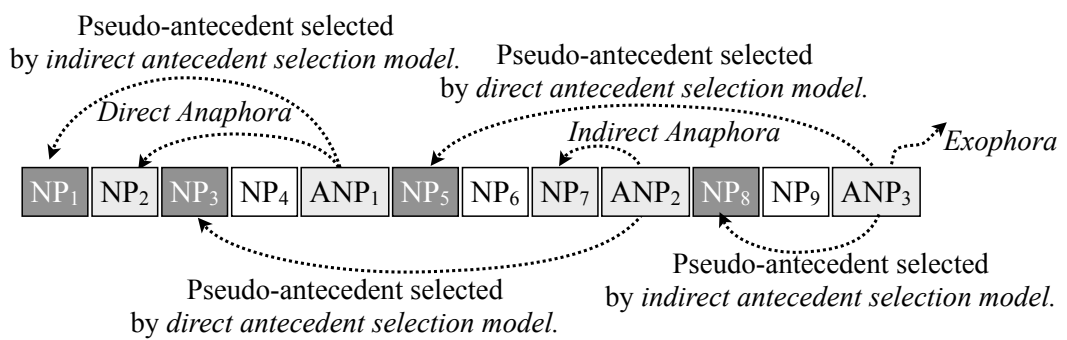 Pseudo-antecedent selected
by indirect antecedent selection model.
Pseudo-antecedent selected
by direct antecedent selection model.
Direct Anaphora
Indirect Anaphora
Exophora
NP₁ NP₂ NP₃ NP₄ ANP₁ NP₅ NP₆ NP₇ ANP₂ NP₈ NP₉ ANP₃
Pseudo-antecedent selected
by direct antecedent selection model.
Pseudo-antecedent selected
by indirect antecedent selection model.